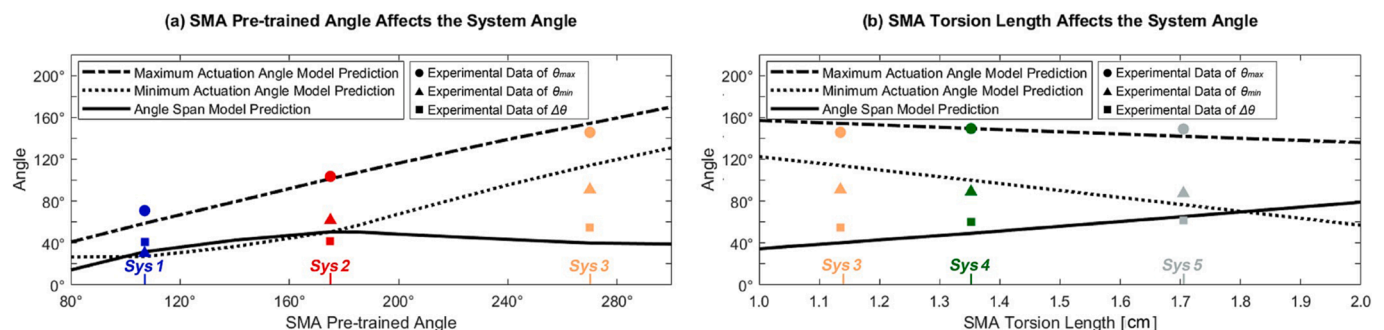 (a) SMA Pre-trained Angle Affects the System Angle
Maximum Actuation Angle Model Prediction
Minimum Actuation Angle Model Prediction
Angle Span Model Prediction
Experimental Data of θmax
Experimental Data of θmin
Experimental Data of Δθ
Angle
200°
160°
120°
80°
40°
0°
Sys 1
Sys 2
Sys 3
80° 120° 160° 200° 240° 280°
SMA Pre-trained Angle
(b) SMA Torsion Length Affects the System Angle
Maximum Actuation Angle Model Prediction
Minimum Actuation Angle Model Prediction
Angle Span Model Prediction
Experimental Data of θmax
Experimental Data of θmin
Experimental Data of Δθ
Angle
200°
160°
120°
80°
40°
0°
Sys 3
Sys 4
Sys 5
1.0 1.1 1.2 1.3 1.4 1.5 1.6 1.7 1.8 1.9 2.0
SMA Torsion Length [cm]